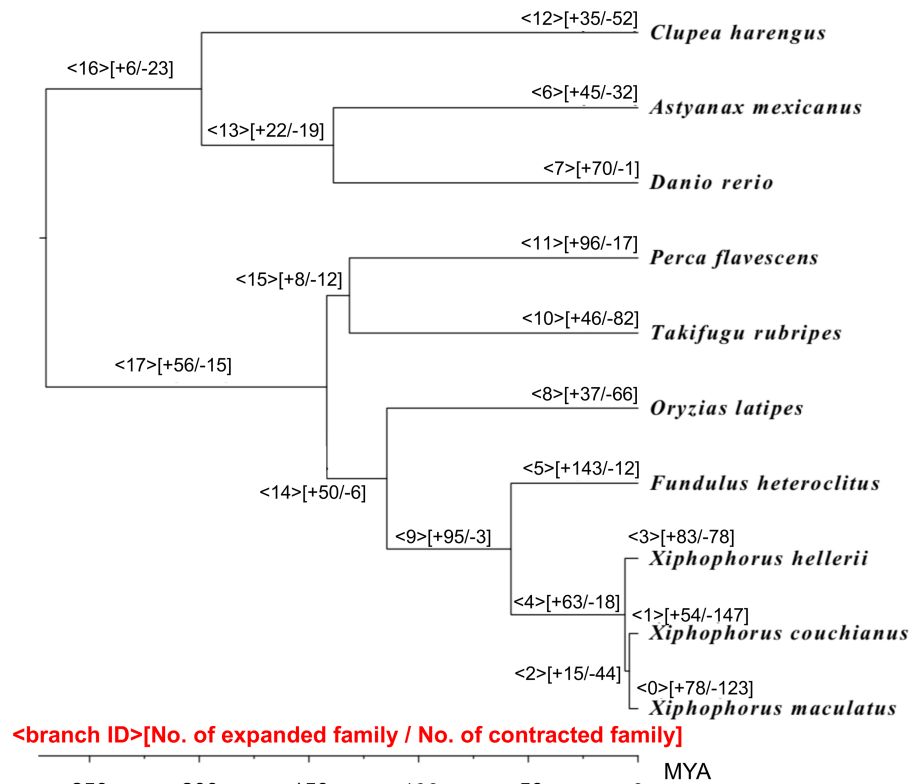 <12>[+35/-52]
Clupea harengus
<16>[+6/-23]
<6>[+45/-32]
Astyanax mexicanus
<13>[+22/-19]
<7>[+70/-1]
Danio rerio
<11>[+96/-17]
Perca flavescens
<15>[+8/-12]
<10>[+46/-82]
Takifugu rubripes
<17>[+56/-15]
<8>[+37/-66]
Oryzias latipes
<5>[+143/-12]
Fundulus heteroclitus
<14>[+50/-6]
<9>[+95/-3]
<3>[+83/-78]
Xiphophorus hellerii
<4>[+63/-18]
<1>[+54/-147]
Xiphophorus couchianus
<2>[+15/-44]
<0>[+78/-123]
Xiphophorus maculatus
<branch ID>[No. of expanded family / No. of contracted family]
MYA